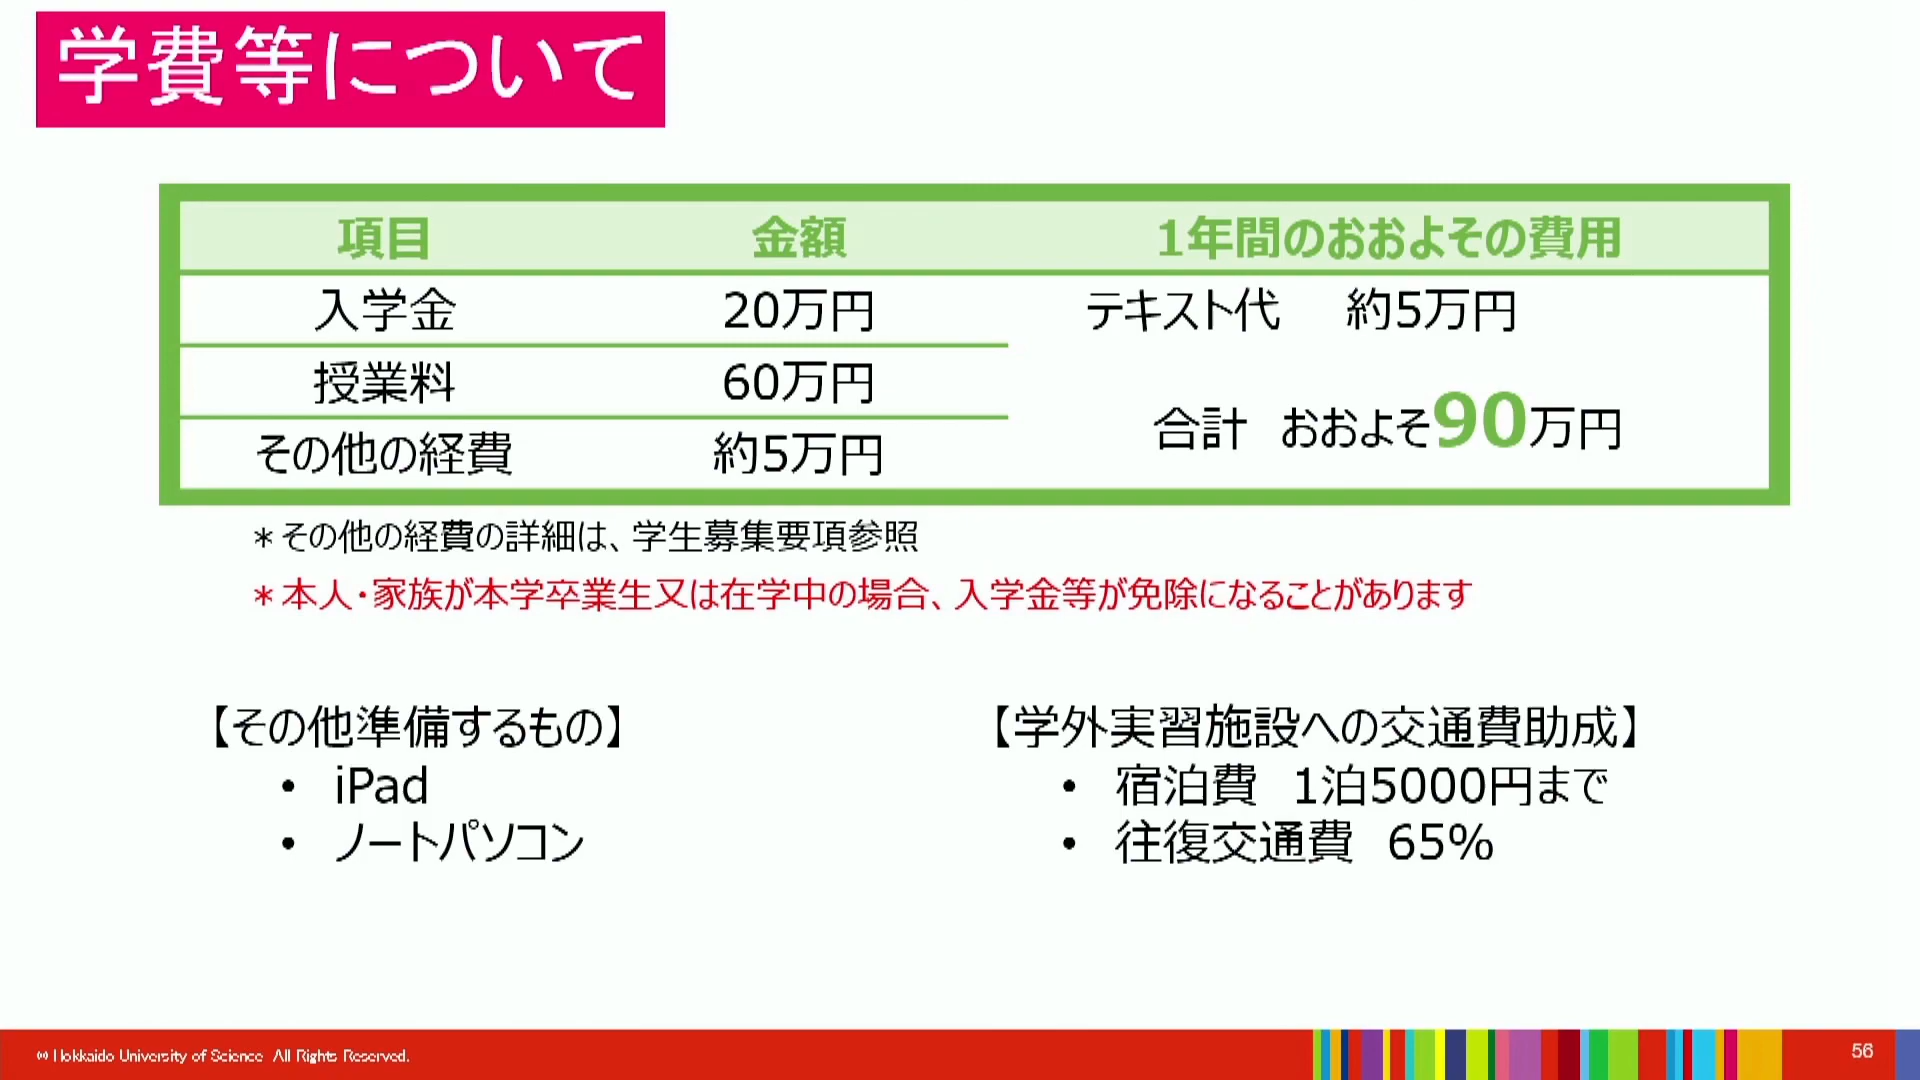 学費等について
項目 金額 1年間のおおよその費用
入学金 20万円 テキスト代 約5万円
授業料 60万円
合計 おおよそ90万円
その他の経費 約5万円
＊その他の経費の詳細は、学生募集要項参照
＊本人・家族が本学卒業生又は在学中の場合、入学金等が免除になることがあります
【その他準備するもの】
• iPad
• ノートパソコン
【学外実習施設への交通費助成】
• 宿泊費 1泊5000円まで
• 往復交通費 65%
Hokkaido University of Science All Rights Reserved.
56